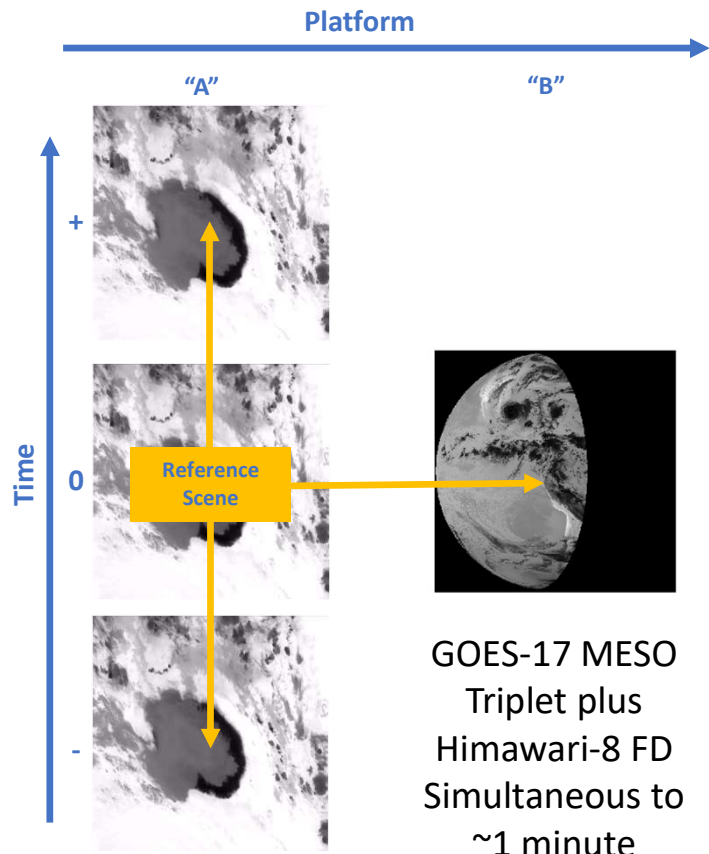 Platform
“A”
“B”
+
Time
0
Reference
Scene
-
GOES-17 MESO
Triplet plus
Himawari-8 FD
Simultaneous to
~1 minute